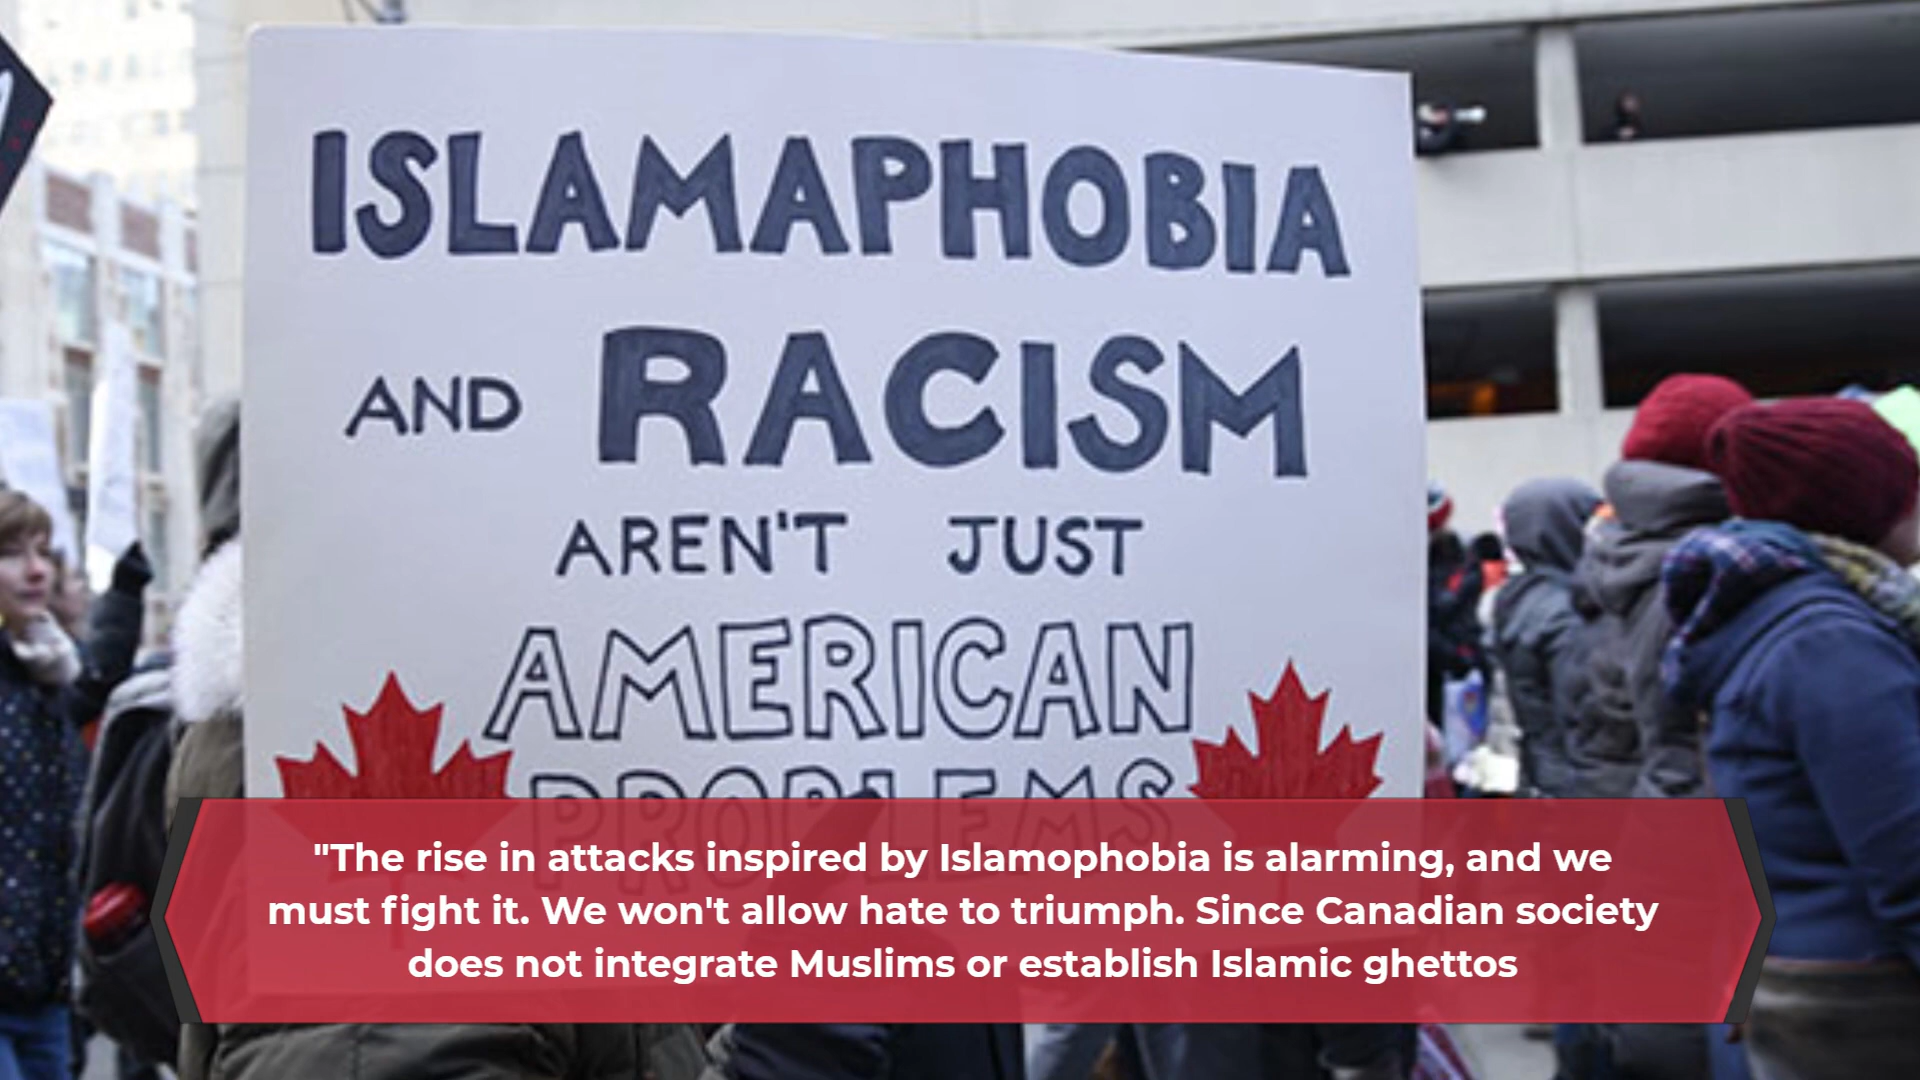 ISLAMAPHOBIA
AND RACISM
AREN'T JUST
AMERICAN
PROBLEMS
"The rise in attacks inspired by Islamophobia is alarming, and we
must fight it. We won't allow hate to triumph. Since Canadian society
does not integrate Muslims or establish Islamic ghettos